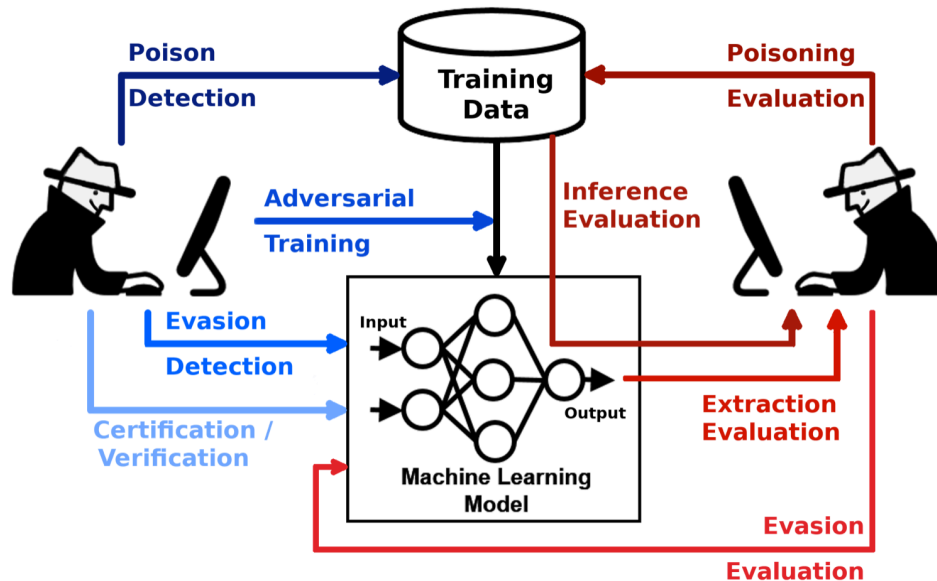 Poison
Detection
Training
Data
Poisoning
Evaluation
Adversarial
Training
Inference
Evaluation
Evasion
Detection
Input
Output
Certification /
Verification
Extraction
Evaluation
Machine Learning
Model
Evasion
Evaluation